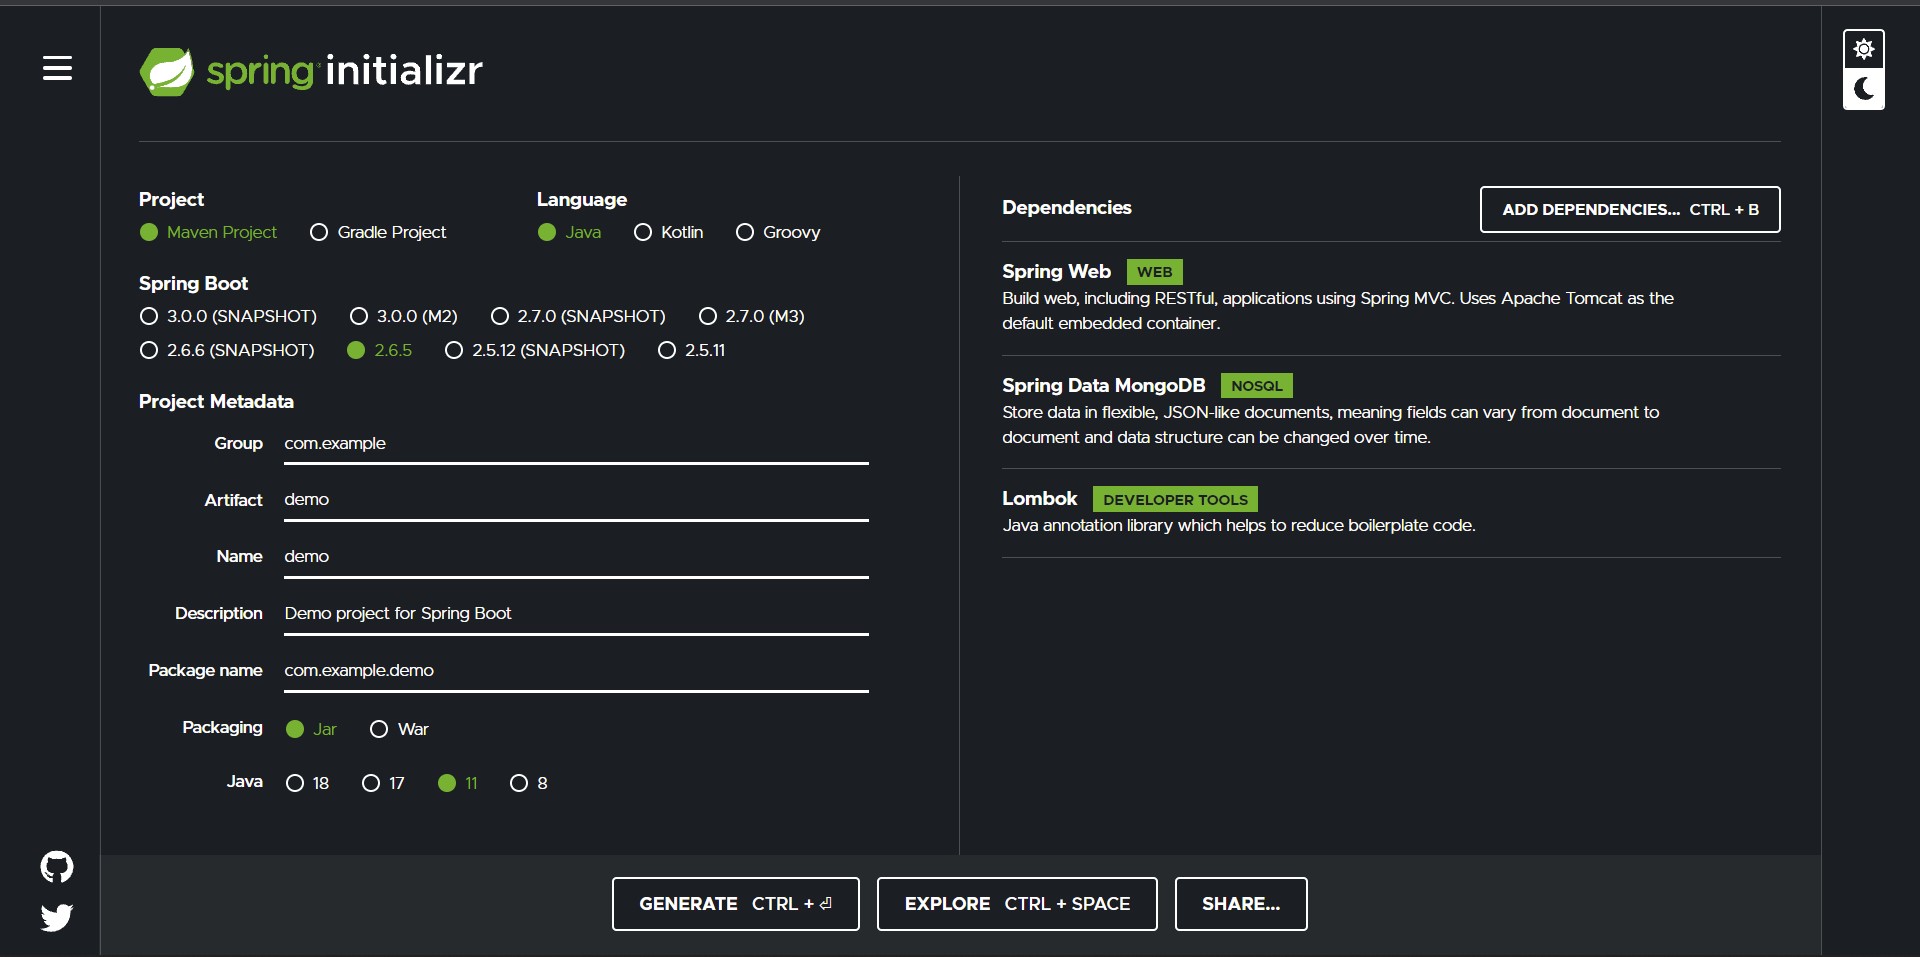 spring initializr
Project
Maven Project Gradle Project
Language
Java Kotlin Groovy
Spring Boot
3.0.0 (SNAPSHOT) 3.0.0 (M2) 2.7.0 (SNAPSHOT) 2.7.0 (M3)
2.6.6 (SNAPSHOT) 2.6.5 2.5.12 (SNAPSHOT) 2.5.11
Project Metadata
Group com.example
Artifact demo
Name demo
Description Demo project for Spring Boot
Package name com.example.demo
Packaging Jar War
Java 18 17 11 8
Dependencies
ADD DEPENDENCIES... CTRL + B
Spring Web WEB
Build web, including RESTful, applications using Spring MVC. Uses Apache Tomcat as the
default embedded container.
Spring Data MongoDB NOSQL
Store data in flexible, JSON-like documents, meaning fields can vary from document to
document and data structure can be changed over time.
Lombok DEVELOPER TOOLS
Java annotation library which helps to reduce boilerplate code.
GENERATE CTRL + ⏎
EXPLORE CTRL + SPACE
SHARE...